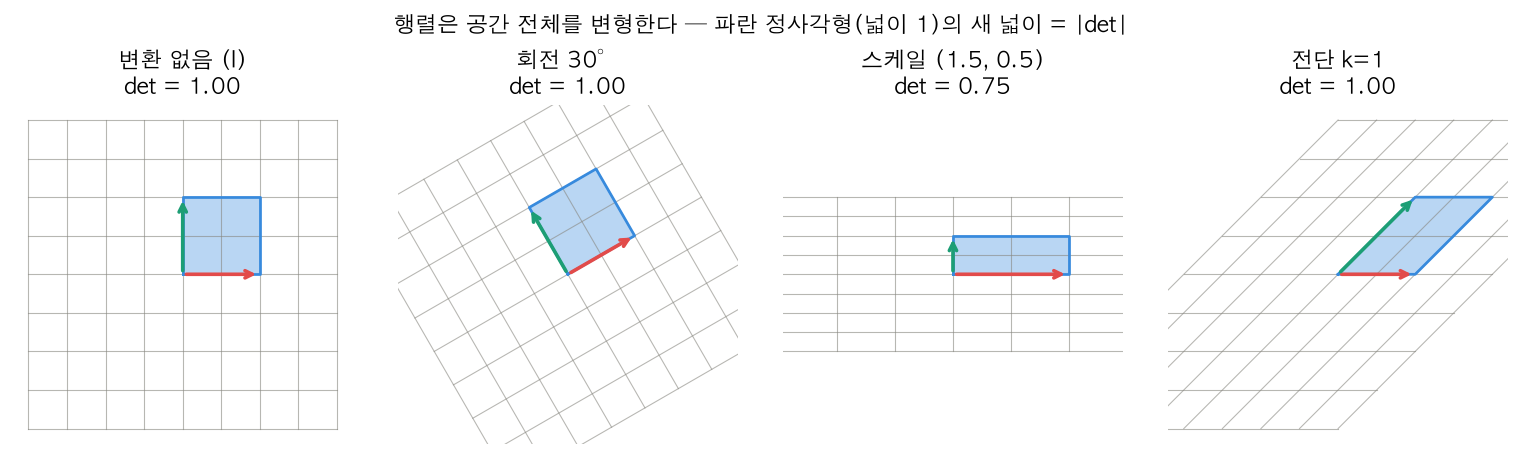 행렬은 공간 전체를 변형한다 — 파란 정사각형(넓이 1)의 새 넓이 = |det|
변환 없음 (I)
det = 1.00
회전 30°
det = 1.00
스케일 (1.5, 0.5)
det = 0.75
전단 k=1
det = 1.00